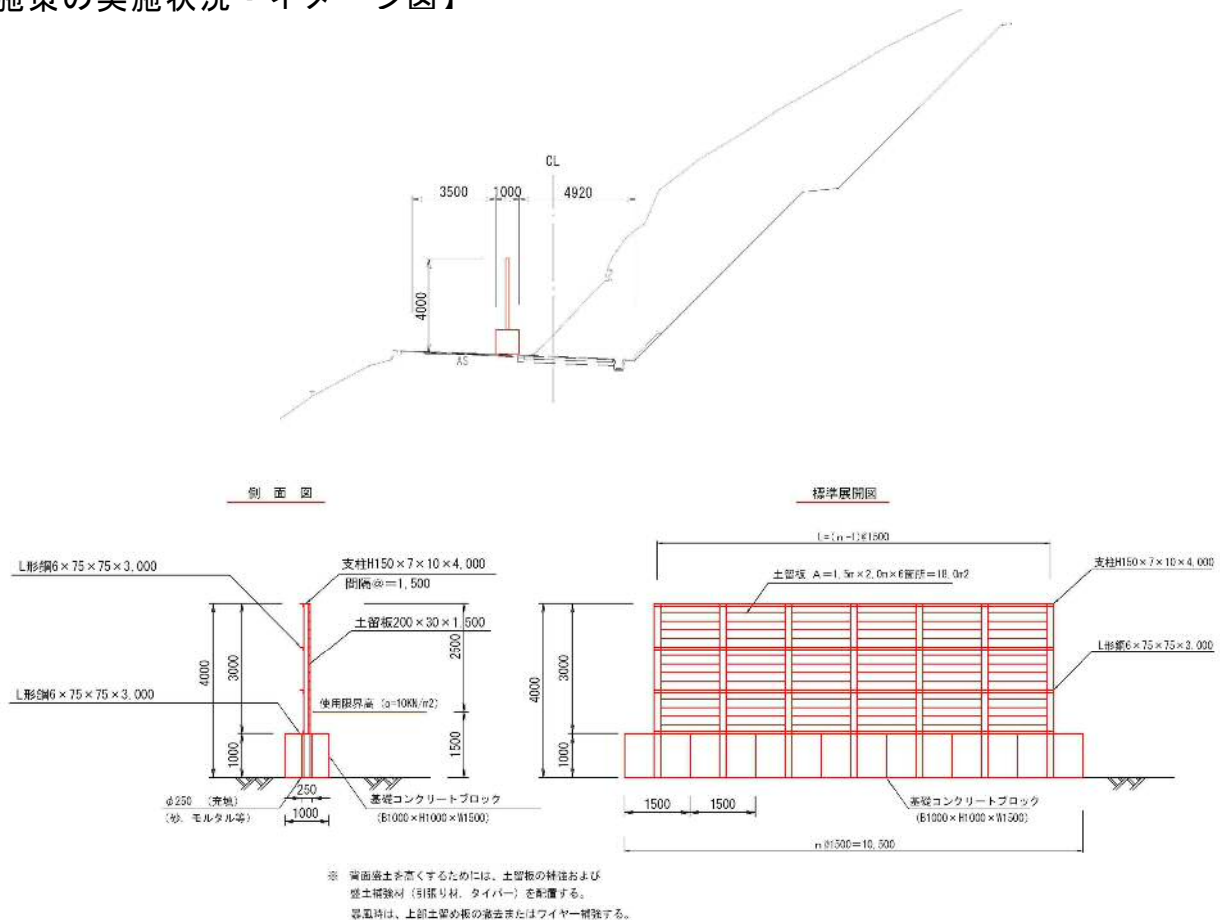 施策の実施状況・イメージ図】
CL
3500 1000 4920
4000
AS
側面図
L形鋼6×75×75×3,000
支柱H150×7×10×4,000
間隔@=1,500
土留板200×30×1,500
L形鋼6×75×75×3,000
使用限界高 (q=10KN/m2)
4000
3000
1000
2500
1500
250
1000
φ250 (充填)
(砂、モルタル等)
基礎コンクリートブロック
(B1000×H1000×W1500)
標準展開図
L=(n-1)@1500
土留板 A=1.5m×2.0m×6箇所=18.0m2
支柱H150×7×10×4,000
L形鋼6×75×75×3,000
4000
3000
1000
1500 1500
基礎コンクリートブロック
(B1000×H1000×W1500)
n@1500=10,500
※ 背面盛土を高くするためには、土留板の補強および
盛土補強材（引張り材、タイバー）を配置する。
暴風時は、上部土留め板の撤去またはワイヤー補強する。